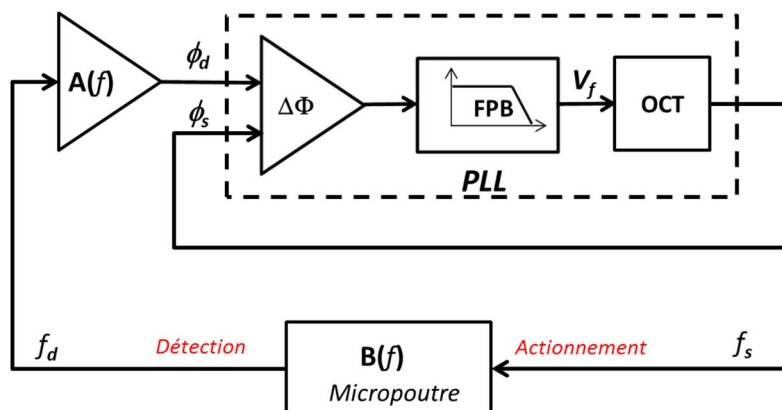 A(f)
ϕd
ϕs
ΔΦ
FPB
Vf
OCT
PLL
fd
Détection
B(f)
Micropoutre
Actionnement
fs